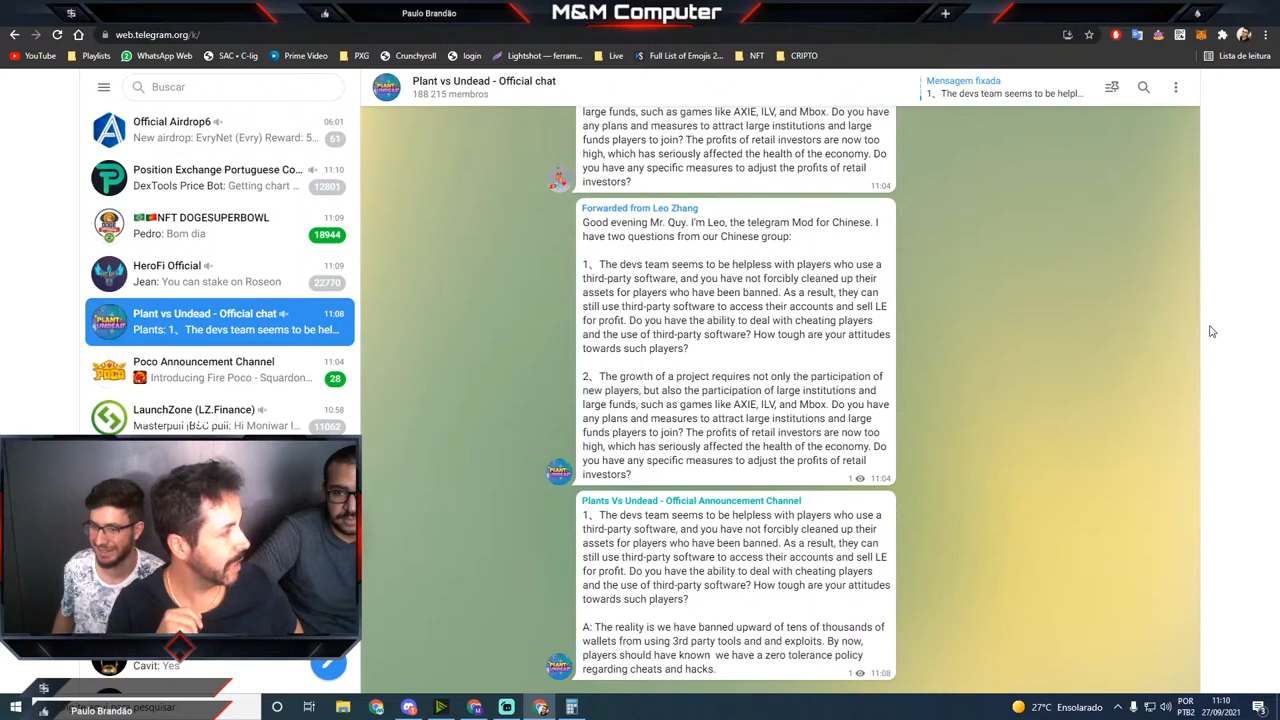 M&M Computer
Paulo Brandão
web.telegram.org/k/
YouTube
Playlists
WhatsApp Web
SAC • C-lig
Prime Video
PXG
Crunchyroll
login
Lightshot — ferram...
Live
Full List of Emojis 2...
NFT
CRIPTO
Lista de leitura
Buscar
Official Airdrop6
06:01
New airdrop: EvryNet (Evry) Reward: 5...
61
Position Exchange Portuguese Co...
11:10
DexTools Price Bot: Getting chart ...
12801
NFT DOGESUPERBOWL
11:09
Pedro: Bom dia
18944
HeroFi Official
11:09
Jean: You can stake on Roseon
22770
Plant vs Undead - Official chat
11:08
Plants: 1、The devs team seems to be hel...
Poco Announcement Channel
11:04
Introducing Fire Poco - Squardon...
28
LaunchZone (LZ.Finance)
10:58
Masterpull (BSC pull: Hi Moniwar I...
11062
Cavit: Yes
Plant vs Undead - Official chat
188 215 membros
Mensagem fixada
1、The devs team seems to be helpl...
large funds, such as games like AXIE, ILV, and Mbox. Do you have
any plans and measures to attract large institutions and large
funds players to join? The profits of retail investors are now too
high, which has seriously affected the health of the economy. Do
you have any specific measures to adjust the profits of retail
investors?
11:04
Forwarded from Leo Zhang
Good evening Mr. Quy. I'm Leo, the telegram Mod for Chinese. I
have two questions from our Chinese group:
1、The devs team seems to be helpless with players who use a
third-party software, and you have not forcibly cleaned up their
assets for players who have been banned. As a result, they can
still use third-party software to access their accounts and sell LE
for profit. Do you have the ability to deal with cheating players
and the use of third-party software? How tough are your attitudes
towards such players?
2、The growth of a project requires not only the participation of
new players, but also the participation of large institutions and
large funds, such as games like AXIE, ILV, and Mbox. Do you have
any plans and measures to attract large institutions and large
funds players to join? The profits of retail investors are now too
high, which has seriously affected the health of the economy. Do
you have any specific measures to adjust the profits of retail
investors?
1 11:04
Plants Vs Undead - Official Announcement Channel
1、The devs team seems to be helpless with players who use a
third-party software, and you have not forcibly cleaned up their
assets for players who have been banned. As a result, they can
still use third-party software to access their accounts and sell LE
for profit. Do you have the ability to deal with cheating players
and the use of third-party software? How tough are your attitudes
towards such players?
A: The reality is we have banned upward of tens of thousands of
wallets from using 3rd party tools and and exploits. By now,
players should have known we have a zero tolerance policy
regarding cheats and hacks.
1 11:08
aqui para pesquisar
Paulo Brandão
27°C Ensolarado
POR
PTB2
11:10
27/09/2021
3